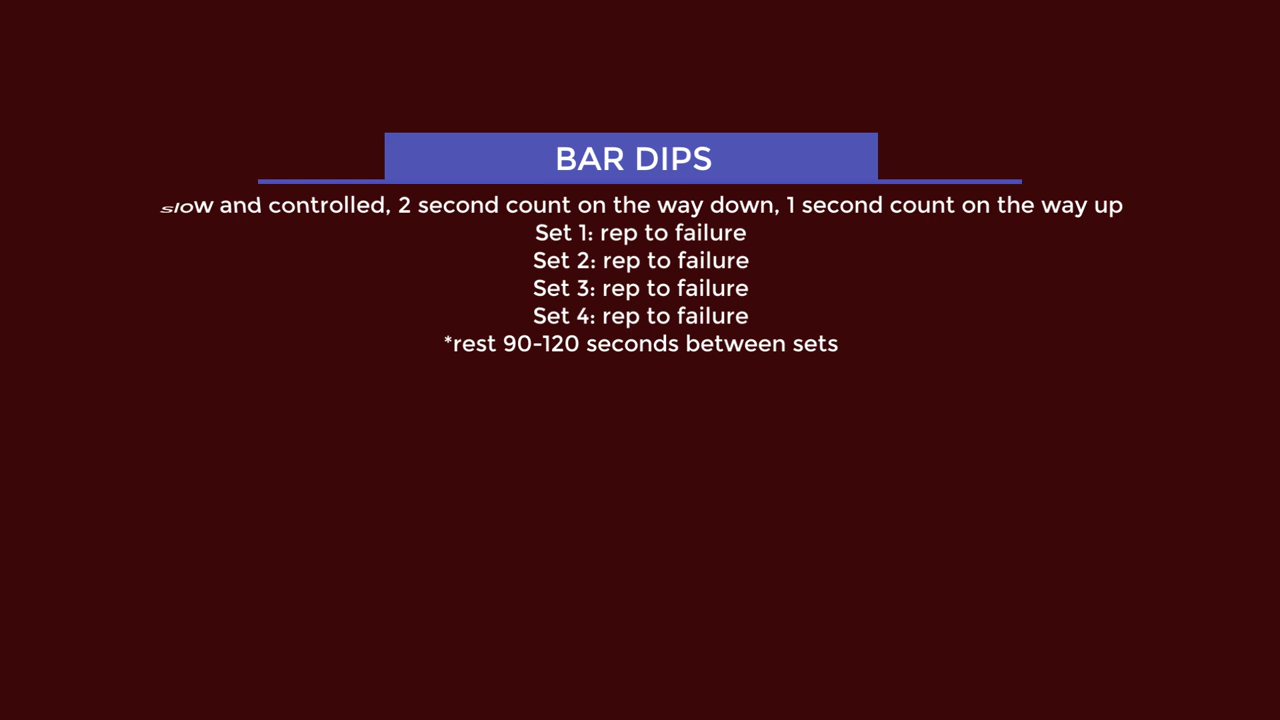 BAR DIPS
slow and controlled, 2 second count on the way down, 1 second count on the way up
Set 1: rep to failure
Set 2: rep to failure
Set 3: rep to failure
Set 4: rep to failure
*rest 90-120 seconds between sets